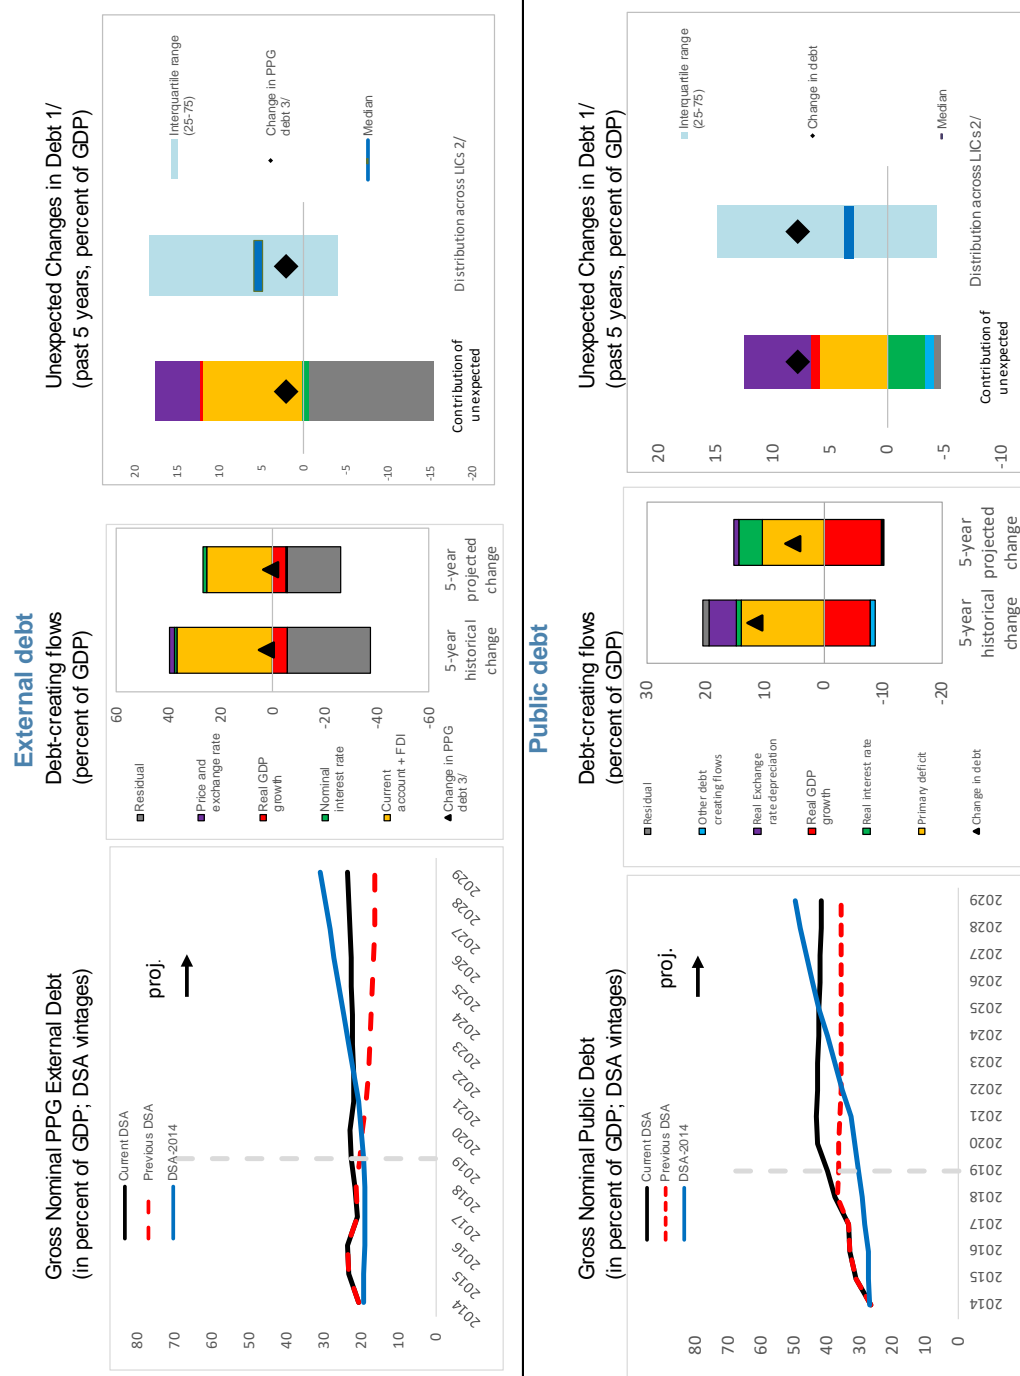 External debt
Gross Nominal PPG External Debt
(in percent of GDP; DSA vintages)
Current DSA
Previous DSA
DSA-2014
proj.
80
70
60
50
40
30
20
10
0
2014
2015
2016
2017
2018
2019
2020
2021
2022
2023
2024
2025
2026
2027
2028
2029
Debt-creating flows
(percent of GDP)
Residual
Price and
exchange rate
Real GDP
growth
Nominal
interest rate
Current
account + FDI
Change in PPG
debt 3/
60
40
20
0
-20
-40
-60
5-year
historical
change
5-year
projected
change
Unexpected Changes in Debt 1/
(past 5 years, percent of GDP)
20
15
10
5
0
-5
-10
-15
-20
Contribution of
unexpected
Distribution across LICs 2/
Interquartile range
(25-75)
Change in PPG
debt 3/
Median
Public debt
Gross Nominal Public Debt
(in percent of GDP; DSA vintages)
Current DSA
Previous DSA
DSA-2014
proj.
80
70
60
50
40
30
20
10
0
2014
2015
2016
2017
2018
2019
2020
2021
2022
2023
2024
2025
2026
2027
2028
2029
Debt-creating flows
(percent of GDP)
Residual
Other debt
creating flows
Real Exchange
rate depreciation
Real GDP
growth
Real interest rate
Primary deficit
Change in debt
30
20
10
0
-10
-20
5-year
historical
change
5-year
projected
change
Unexpected Changes in Debt 1/
(past 5 years, percent of GDP)
20
15
10
5
0
-5
-10
Contribution of
unexpected
Distribution across LICs 2/
Interquartile range
(25-75)
Change in debt
Median